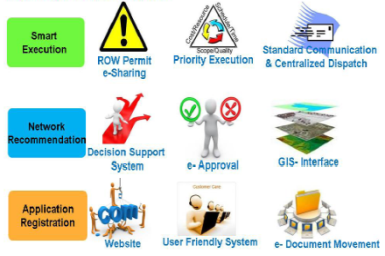 Smart
Execution
ROW Permit
e-Sharing
Cost/Resource
Schedule/Time
Scope/Quality
Priority Execution
Standard Communication
& Centralized Dispatch
Network
Recommendation
Decision Support
System
e- Approval
GIS- Interface
Application
Registration
.com
Website
Customer Care
User Friendly System
e- Document Movement